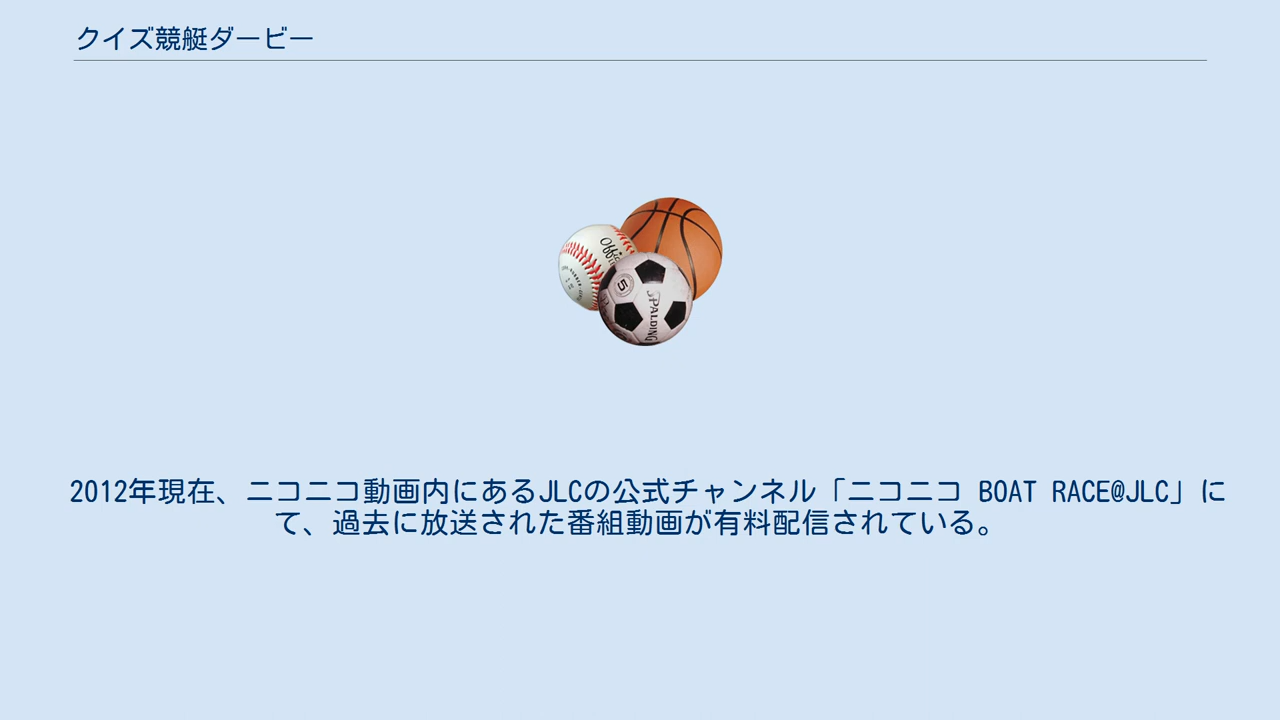 クイズ競艇ダービー
Offic
5
SPALDING
2012年現在、ニコニコ動画内にあるJLCの公式チャンネル「ニコニコ BOAT RACE@JLC」に
て、過去に放送された番組動画が有料配信されている。